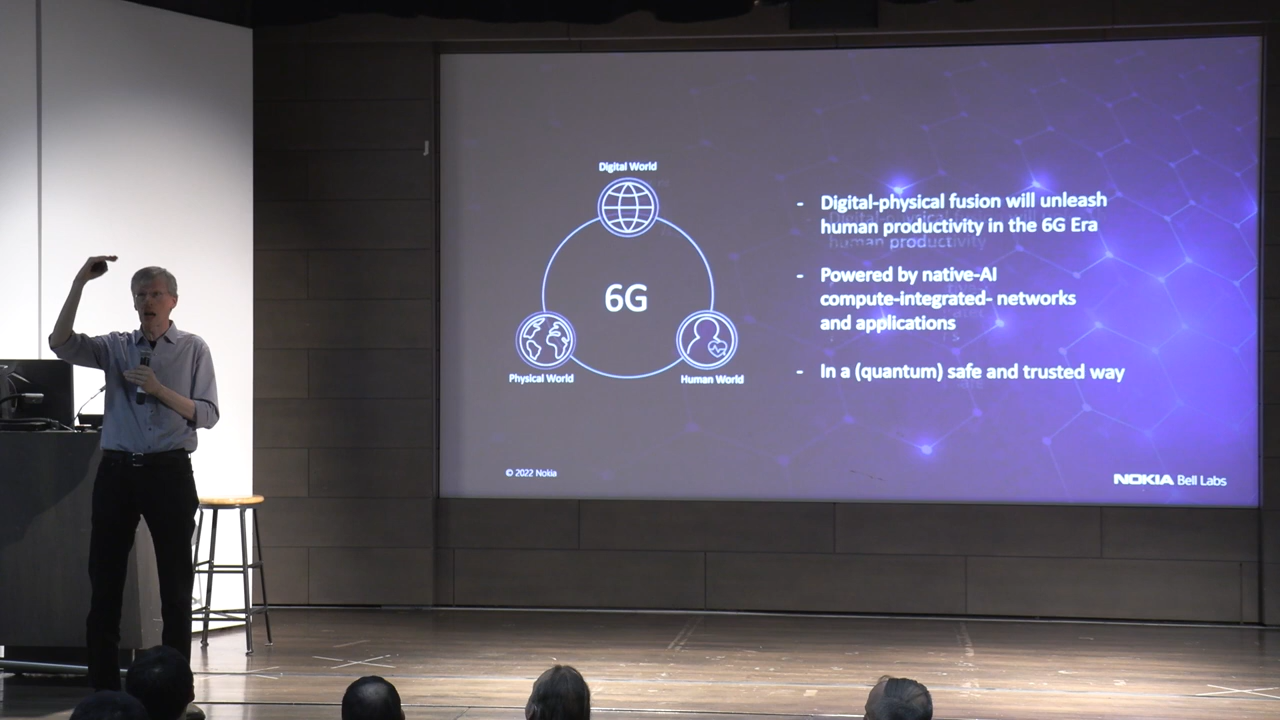 Digital World
6G
Physical World
Human World
- Digital-physical fusion will unleash
human productivity in the 6G Era
- Powered by native-AI
compute-integrated- networks
and applications
- In a (quantum) safe and trusted way
© 2022 Nokia
NOKIA Bell Labs